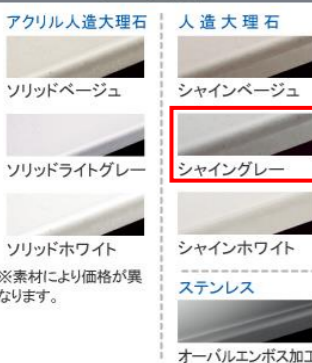 アクリル人造大理石
ソリッドベージュ
ソリッドライトグレー
ソリッドホワイト
※素材により価格が異
なります。
人造大理石
シャインベージュ
シャイングレー
シャインホワイト
ステンレス
オーバルエンボス加工